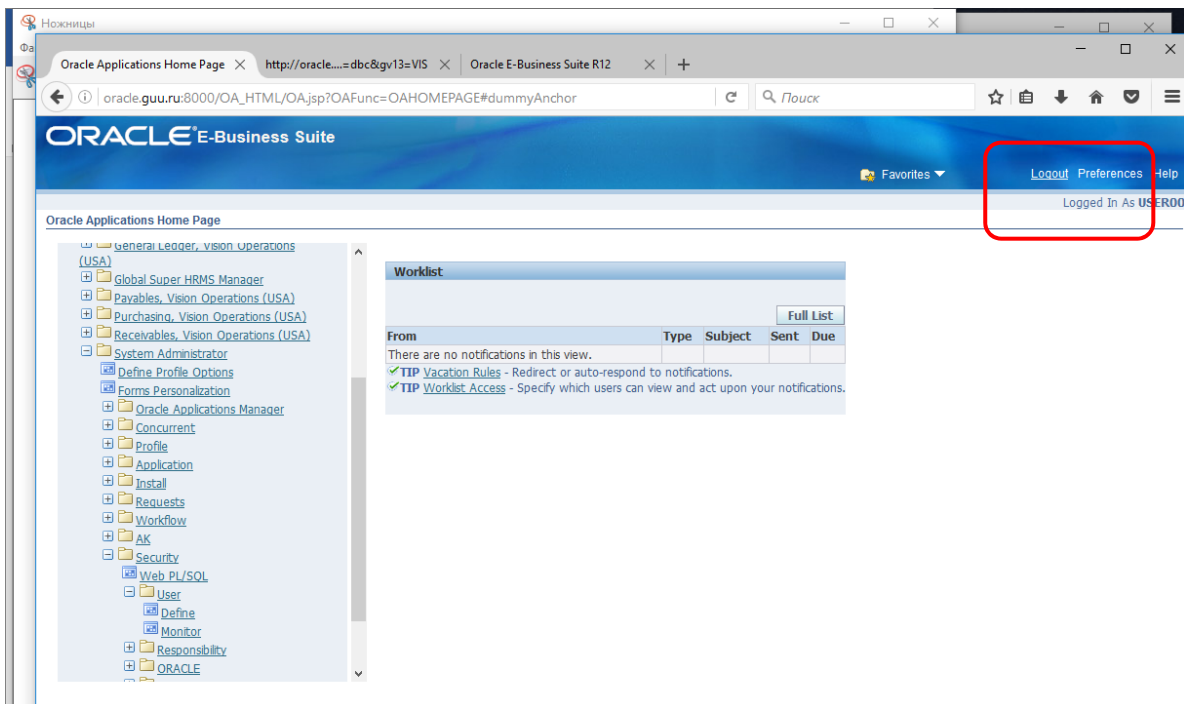 Ножницы
Фа
Oracle Applications Home Page
http://oracle....=dbc&gv13=VIS
Oracle E-Business Suite R12
oracle.guu.ru:8000/OA_HTML/OA.jsp?OAFunc=OAHOMEPAGE#dummyAnchor
Поиск
ORACLE E-Business Suite
Favorites
Logout Preferences Help
Logged In As USER00
Oracle Applications Home Page
General Ledger, Vision Operations
(USA)
Global Super HRMS Manager
Payables, Vision Operations (USA)
Purchasing, Vision Operations (USA)
Receivables, Vision Operations (USA)
System Administrator
Define Profile Options
Forms Personalization
Oracle Applications Manager
Concurrent
Profile
Application
Install
Requests
Workflow
AK
Security
Web PL/SQL
User
Define
Monitor
Responsibility
ORACLE
Worklist
Full List
From Type Subject Sent Due
There are no notifications in this view.
TIP Vacation Rules - Redirect or auto-respond to notifications.
TIP Worklist Access - Specify which users can view and act upon your notifications.